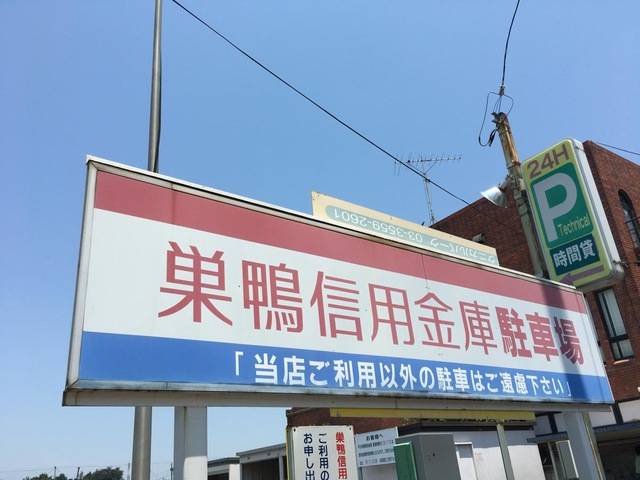 24H
P
Technical
時間貸
03-3559-2601
巣鴨信用金庫駐車場
「当店ご利用以外の駐車はご遠慮下さい」
お客様へ
巣鴨信用
ご利用の
お申し出